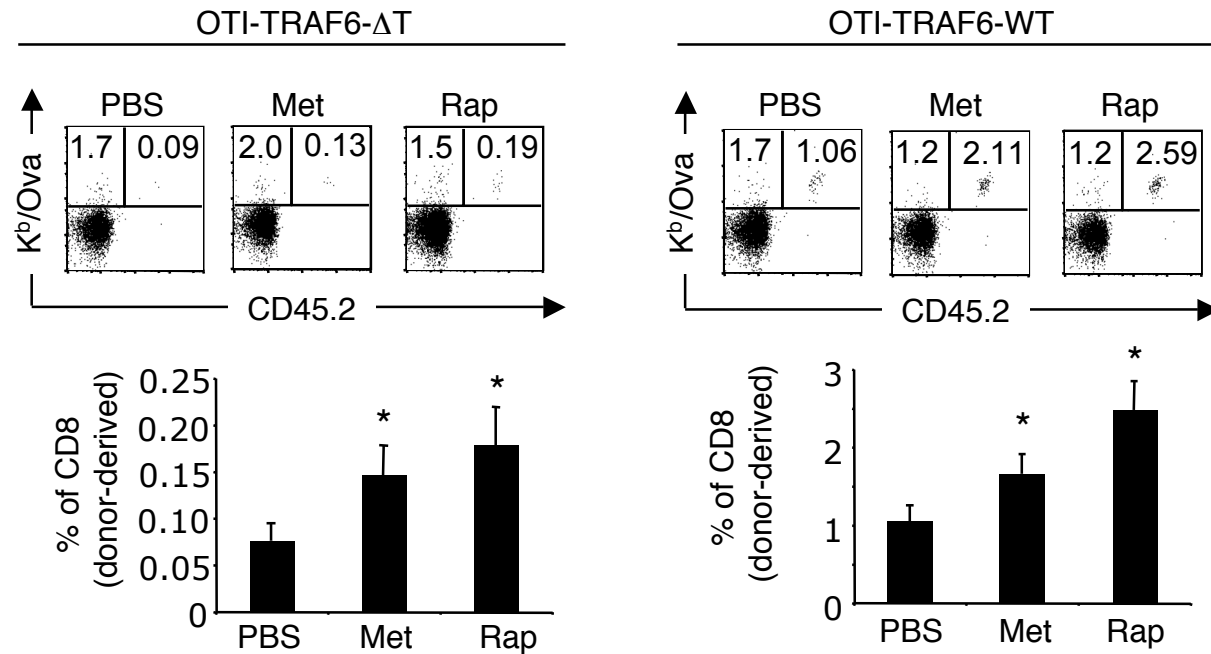 OTI-TRAF6-ΔT
PBS Met Rap
1.7 0.09 2.0 0.13 1.5 0.19
Kᵇ/Ova
CD45.2
0.25
0.20
0.15
0.10
0.05
0
% of CD8
(donor-derived)
* *
PBS Met Rap
OTI-TRAF6-WT
PBS Met Rap
1.7 1.06 1.2 2.11 1.2 2.59
Kᵇ/Ova
CD45.2
3
2
1
0
% of CD8
(donor-derived)
* *
PBS Met Rap